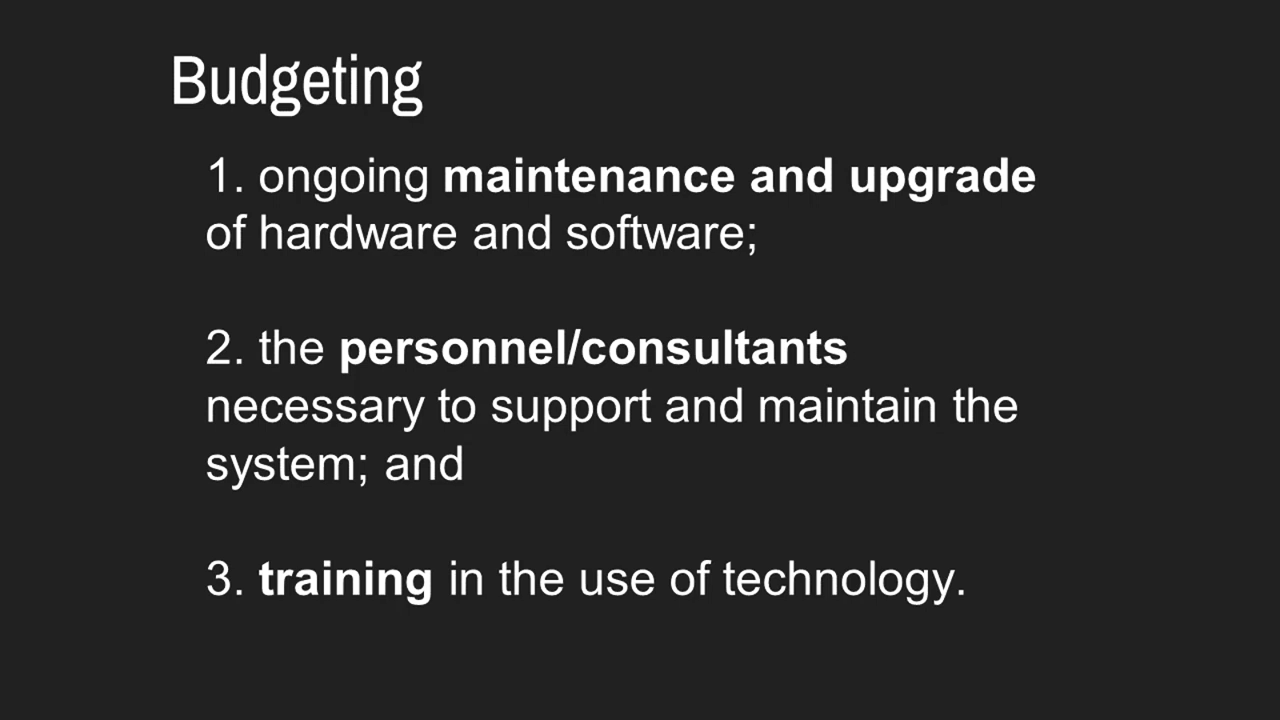 Budgeting
1. ongoing maintenance and upgrade
of hardware and software;
2. the personnel/consultants
necessary to support and maintain the
system; and
3. training in the use of technology.